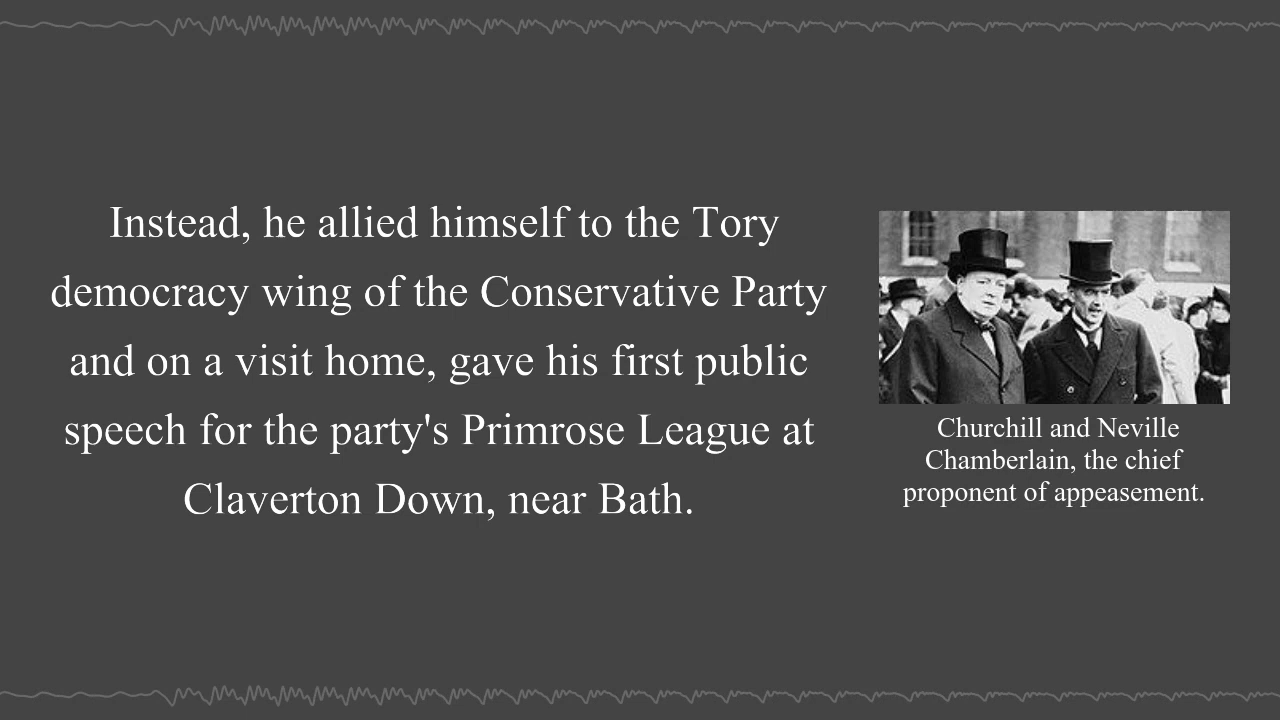 Instead, he allied himself to the Tory
democracy wing of the Conservative Party
and on a visit home, gave his first public
speech for the party's Primrose League at
Claverton Down, near Bath.
Churchill and Neville
Chamberlain, the chief
proponent of appeasement.